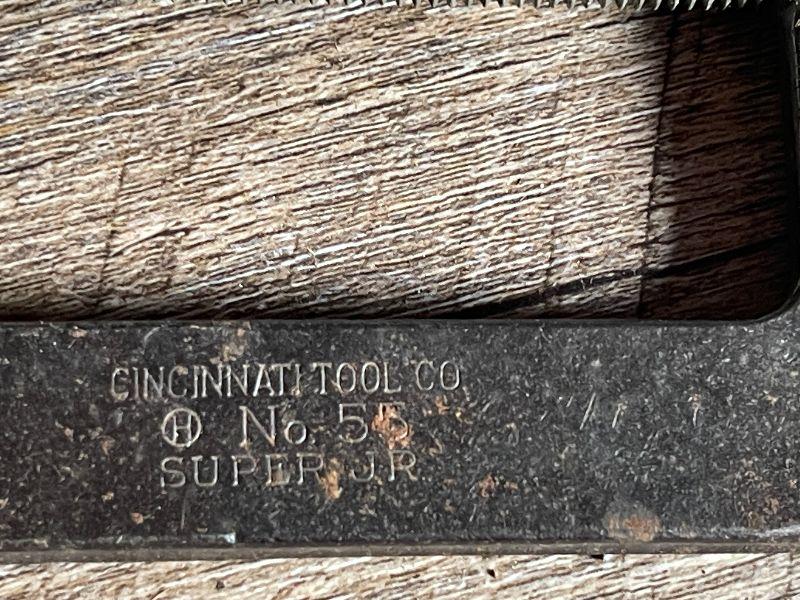 CINCINNATI TOOL CO
H No. 55
SUPER JR